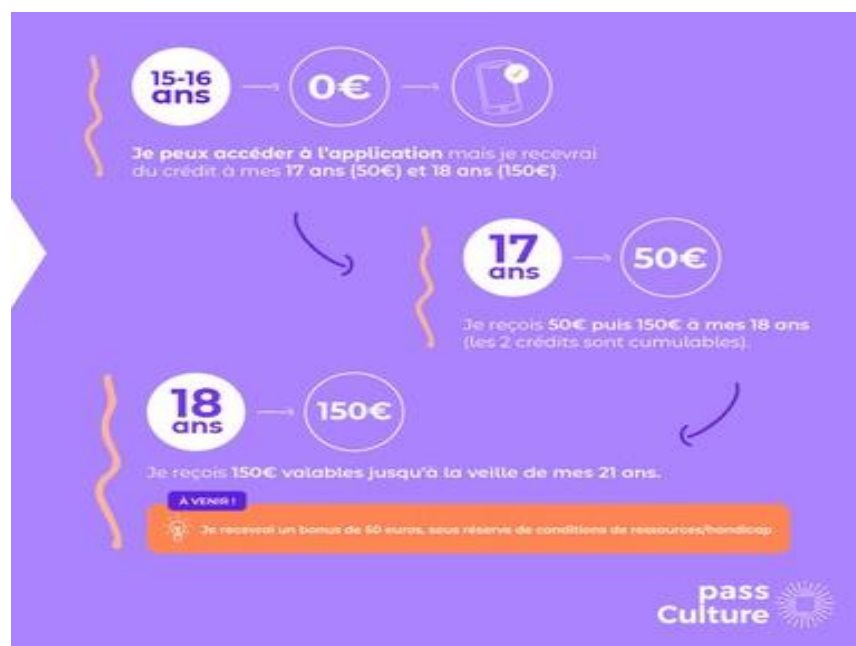 15-16
ans
0€
Je peux accéder à l'application mais je recevrai
du crédit à mes 17 ans (50€) et 18 ans (150€).
17
ans
50€
Je reçois 50€ puis 150€ à mes 18 ans
(les 2 crédits sont cumulables).
18
ans
150€
Je reçois 150€ valables jusqu'à la veille de mes 21 ans.
À VENIR !
Je recevrai un bonus de 50 euros, sous réserve de conditions de ressources/handicap
pass
Culture